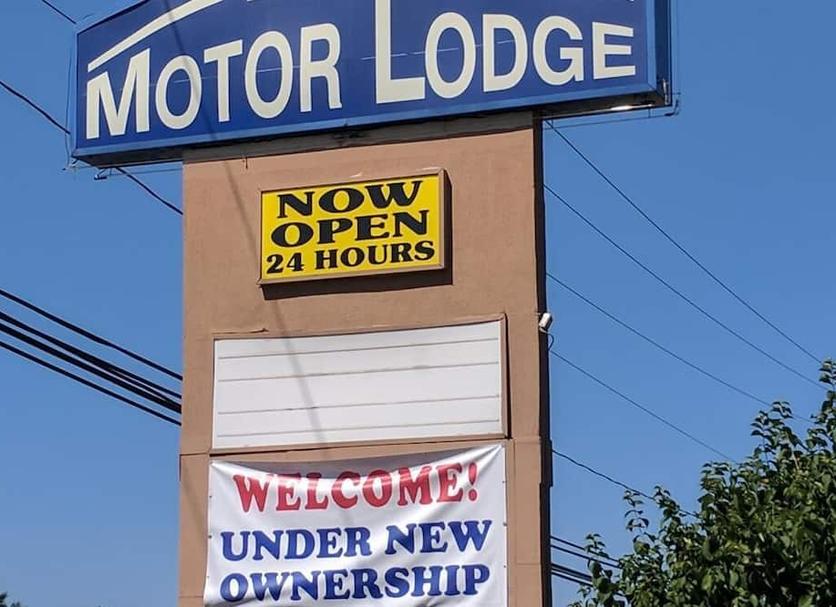 MOTOR LODGE
NOW
OPEN
24 HOURS
WELCOME!
UNDER NEW
OWNERSHIP